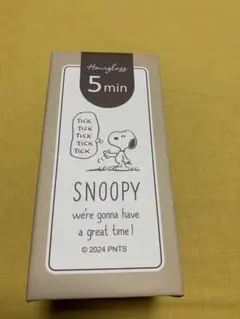 Hourglass
5 min
TICK
TICK
TICK
TICK
TICK
SNOOPY
we're gonna have
a great time!
© 2024 PNTS